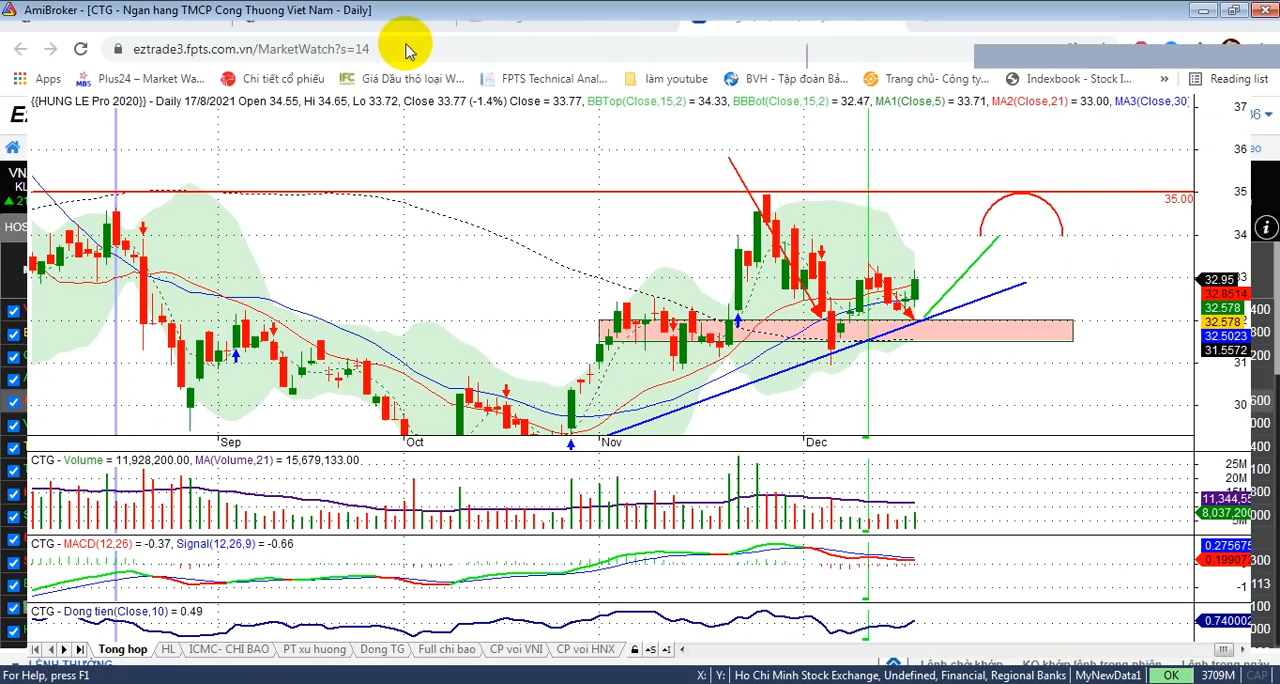 AmiBroker - [CTG - Ngan hang TMCP Cong Thuong Viet Nam - Daily]
eztrade3.fpts.com.vn/MarketWatch?s=14
Apps Plus24 – Market Wa... Chi tiết cổ phiếu IFC Giá Dầu thô loại W... FPTS Technical Anal... làm youtube BVH - Tập đoàn Bả... Trang chủ- Công ty,... Indexbook - Stock I... » Reading list
{{HUNG LE Pro 2020}} - Daily 17/8/2021 Open 34.55, Hi 34.65, Lo 33.72, Close 33.77 (-1.4%) Close = 33.77, BBTop(Close,15,2) = 34.33, BBBot(Close,15,2) = 32.47, MA1(Close,5) = 33.71, MA2(Close,21) = 33.00, MA3(Close,30)
37
36
35
35.00
34
32.95
32.8514
32.578
32.578
32.5023
31.5572
31
30
Sep Oct Nov Dec
CTG - Volume = 11,928,200.00, MA(Volume,21) = 15,679,133.00
25M
20M
11,344,55
8,037,200
5M
CTG - MACD(12,26) = -0.37, Signal(12,26,9) = -0.66
0.275675
0.199907
-1
CTG - Dong tien(Close,10) = 0.49
0.740002
Tong hop HL ICMC- CHI BAO PT xu huong Dong TG Full chi bao CP voi VNI CP voi HNX
For Help, press F1 X: Y: Ho Chi Minh Stock Exchange, Undefined, Financial, Regional Banks MyNewData1 OK 3709M CAP